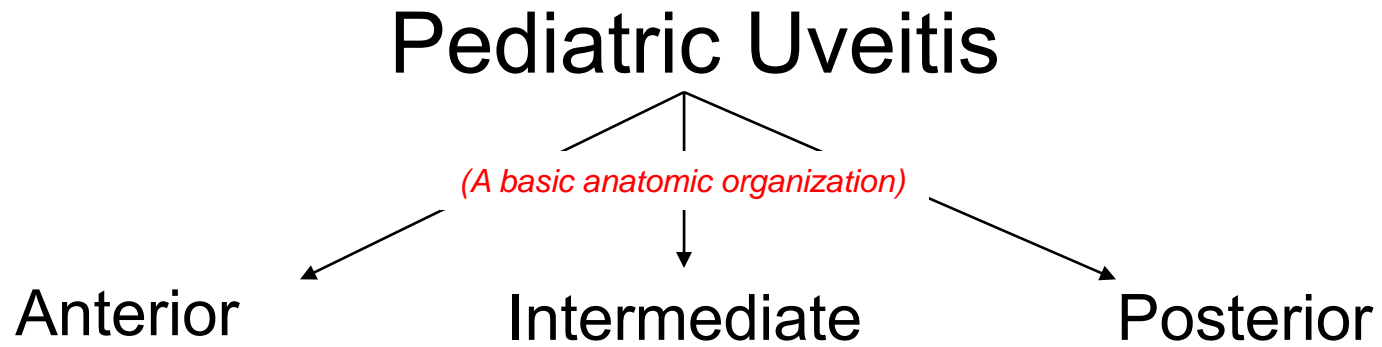 Pediatric Uveitis
(A basic anatomic organization)
Anterior Intermediate Posterior